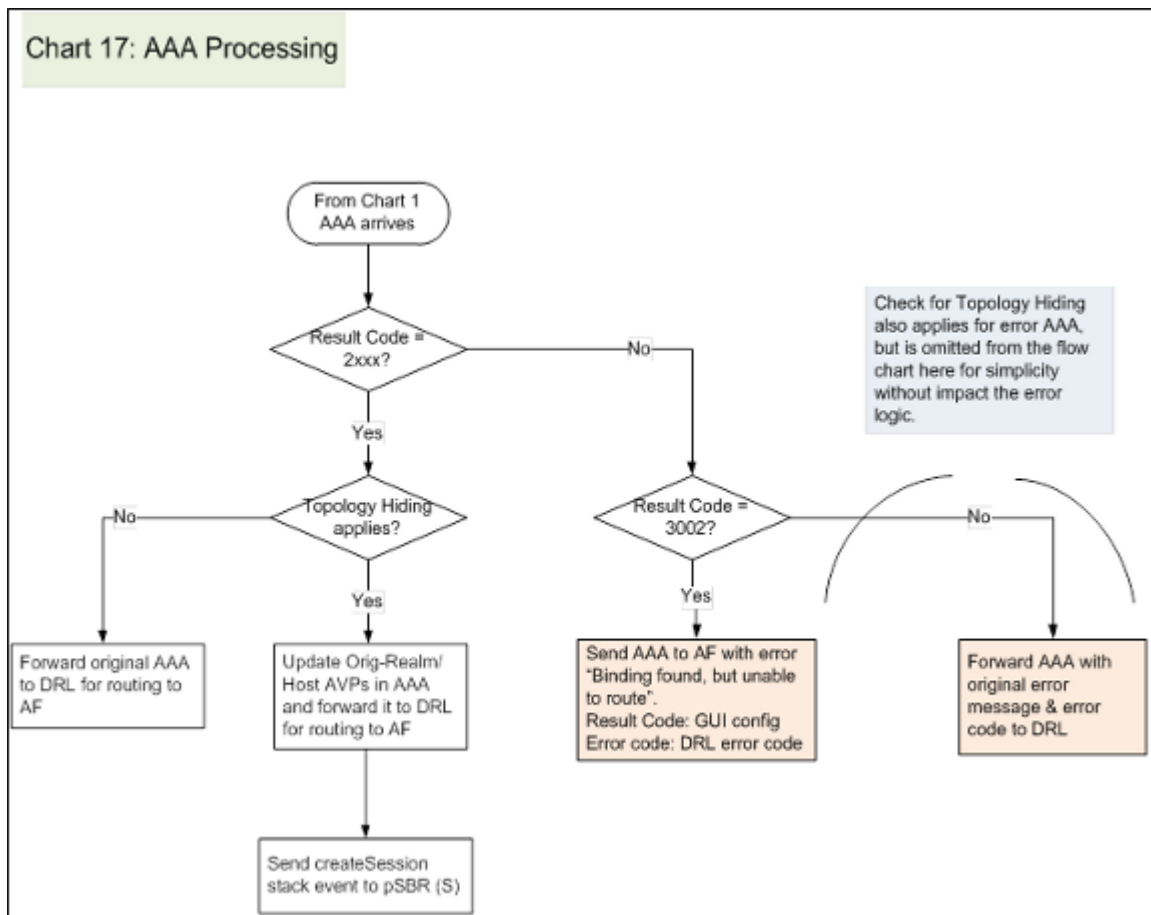 Chart 17: AAA Processing
From Chart 1
AAA arrives
Result Code =
2xxx?
No
Yes
Check for Topology Hiding
also applies for error AAA,
but is omitted from the flow
chart here for simplicity
without impact the error
logic.
Topology Hiding
applies?
No
Yes
Result Code =
3002?
No
Yes
Forward original AAA
to DRL for routing to
AF
Update Orig-Realm/
Host AVPs in AAA
and forward it to DRL
for routing to AF
Send AAA to AF with error
“Binding found, but unable
to route”.
Result Code: GUI config
Error code: DRL error code
Forward AAA with
original error
message & error
code to DRL
Send createSession
stack event to pSBR (S)